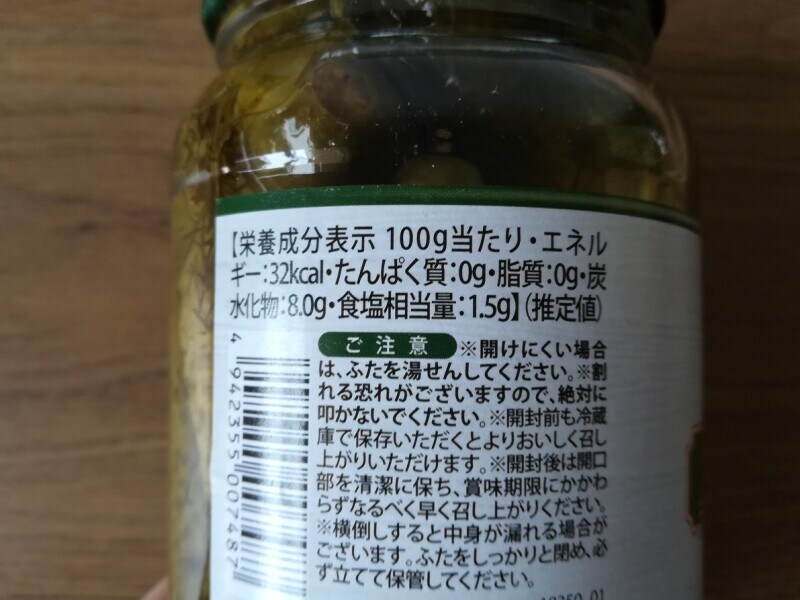 【栄養成分表示 100g当たり・エネル
ギー:32kcal・たんぱく質:0g・脂質:0g・炭
水化物:8.0g・食塩相当量:1.5g】(推定値)
ご注意 ※開けにくい場合
は、ふたを湯せんしてください。※割
れる恐れがございますので、絶対に
叩かないでください。※開封前も冷蔵
庫で保存いただくとよりおいしく召し
上がりいただけます。※開封後は開口
部を清潔に保ち、賞味期限にかかわ
らずなるべく早く召し上がりください。
※横倒しすると中身が漏れる場合が
ございます。ふたをしっかりと閉め、必
ず立てて保管してください。
4942355007487